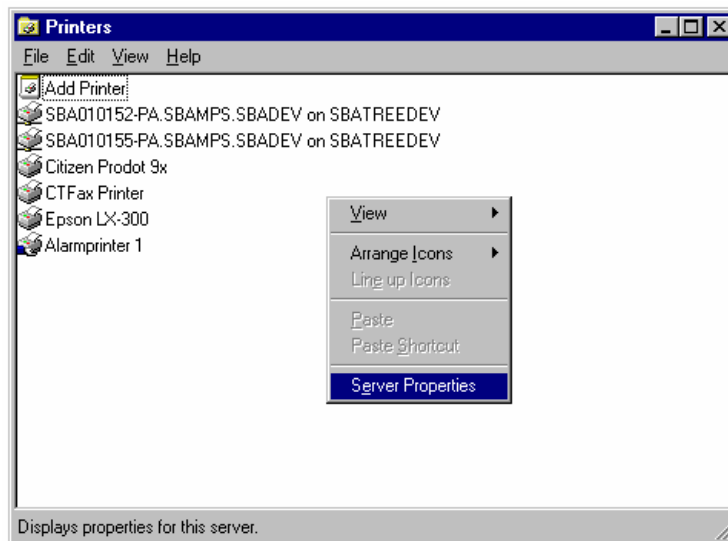 Printers
File Edit View Help
Add Printer
SBA010152-PA.SBAMPS.SBADEV on SBATREEDEV
SBA010155-PA.SBAMPS.SBADEV on SBATREEDEV
Citizen Prodot 9x
CTFax Printer
Epson LX-300
Alarmprinter 1
View
Arrange Icons
Line up Icons
Paste
Paste Shortcut
Server Properties
Displays properties for this server.